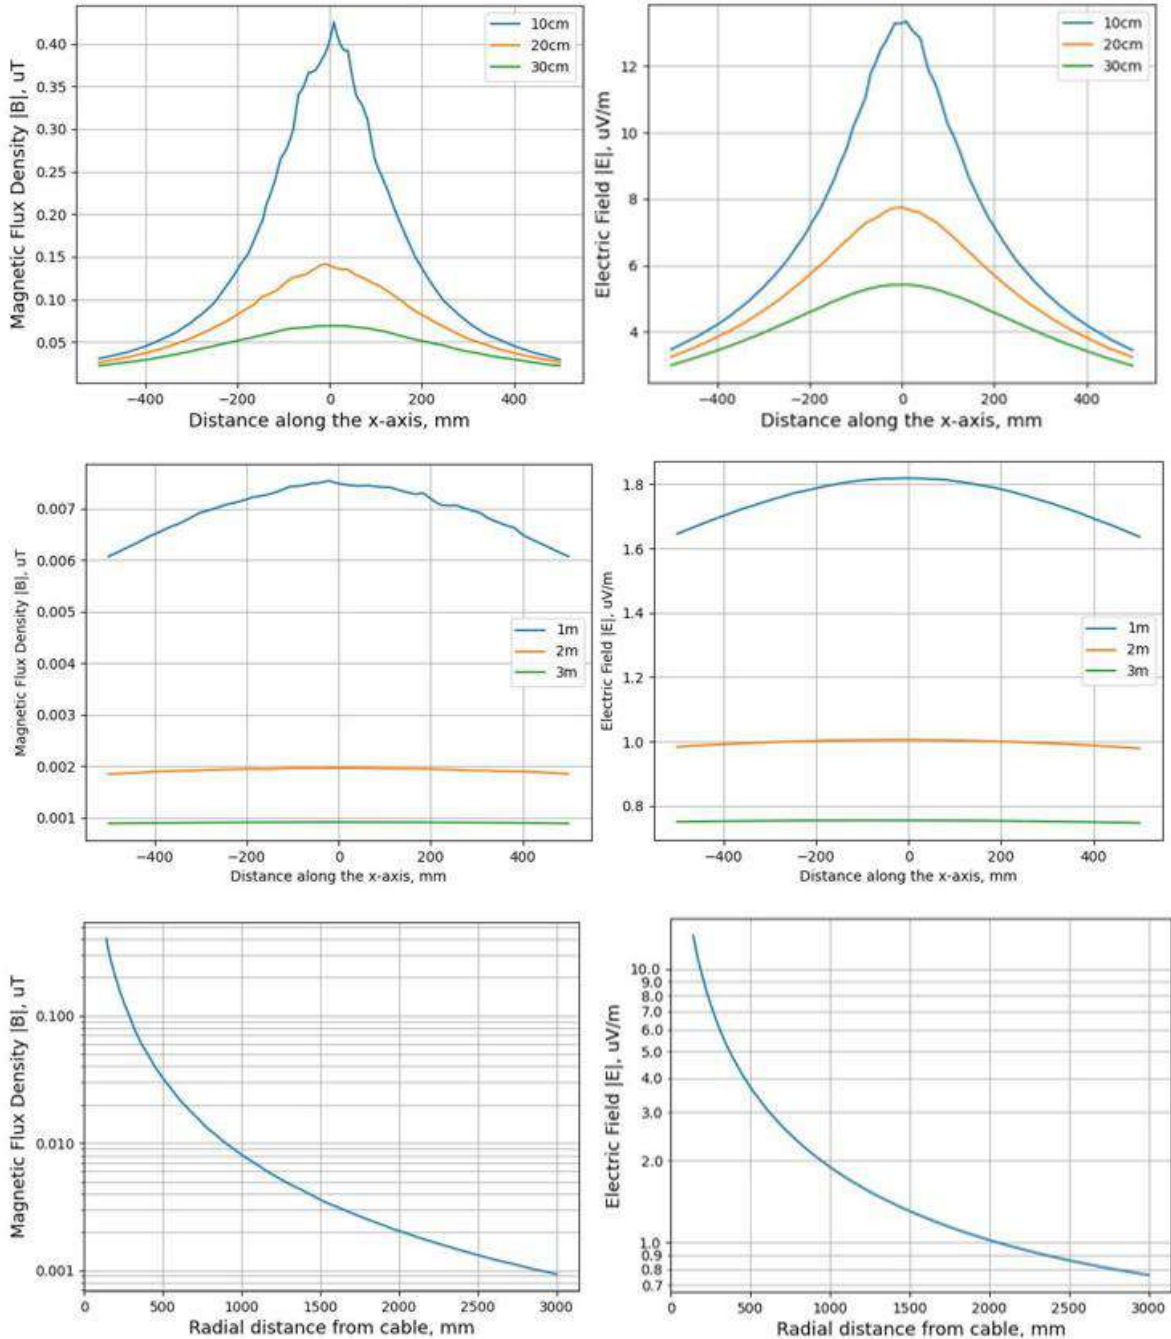 Magnetic Flux Density |B|, uT
0.40
0.35
0.30
0.25
0.20
0.15
0.10
0.05
10cm
20cm
30cm
−400 −200 0 200 400
Distance along the x-axis, mm
Electric Field |E|, uV/m
12
10
8
6
4
10cm
20cm
30cm
−400 −200 0 200 400
Distance along the x-axis, mm
Magnetic Flux Density |B|, uT
0.007
0.006
0.005
0.004
0.003
0.002
0.001
1m
2m
3m
−400 −200 0 200 400
Distance along the x-axis, mm
Electric Field |E|, uV/m
1.8
1.6
1.4
1.2
1.0
0.8
1m
2m
3m
−400 −200 0 200 400
Distance along the x-axis, mm
Magnetic Flux Density |B|, uT
0.100
0.010
0.001
0 500 1000 1500 2000 2500 3000
Radial distance from cable, mm
Electric Field |E|, uV/m
10.0
9.0
8.0
7.0
6.0
5.0
4.0
3.0
2.0
1.0
0.9
0.8
0.7
0 500 1000 1500 2000 2500 3000
Radial distance from cable, mm